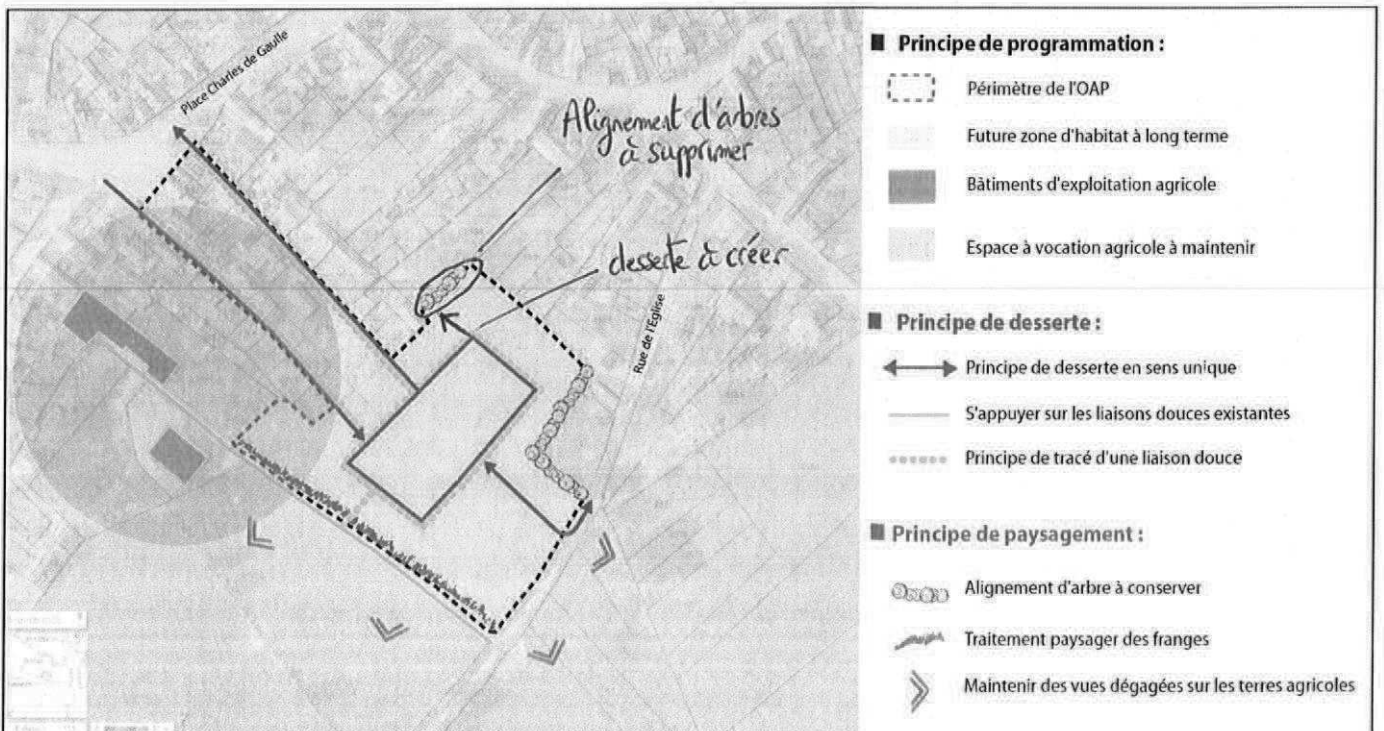 Place Charles de Gaulle
Alignement d'arbres
à supprimer
desserte à créer
Rue de l'Eglise
Principe de programmation :
Périmètre de l'OAP
Future zone d'habitat à long terme
Bâtiments d'exploitation agricole
Espace à vocation agricole à maintenir
Principe de desserte :
Principe de desserte en sens unique
S'appuyer sur les liaisons douces existantes
Principe de tracé d'une liaison douce
Principe de paysagement :
Alignement d'arbre à conserver
Traitement paysager des franges
Maintenir des vues dégagées sur les terres agricoles